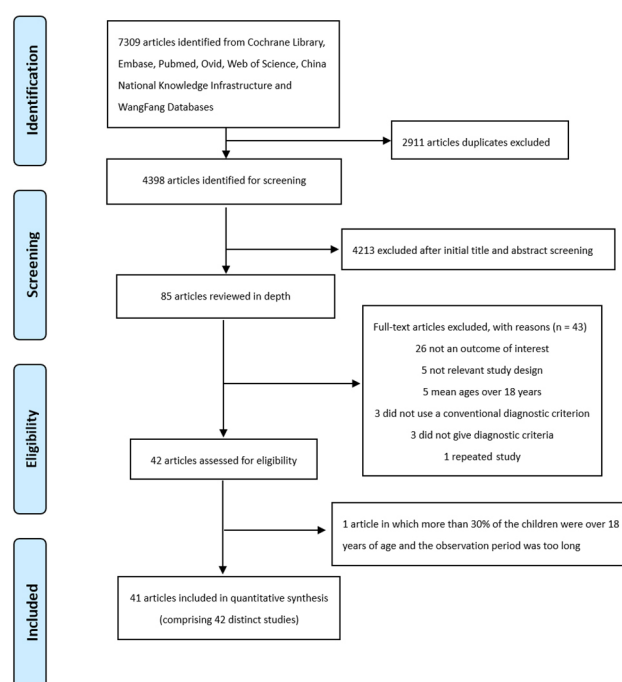 Identification
7309 articles identified from Cochrane Library,
Embase, Pubmed, Ovid, Web of Science, China
National Knowledge Infrastructure and
WangFang Databases
2911 articles duplicates excluded
4398 articles identified for screening
Screening
4213 excluded after initial title and abstract screening
85 articles reviewed in depth
Full-text articles excluded, with reasons (n = 43)
26 not an outcome of interest
5 not relevant study design
5 mean ages over 18 years
3 did not use a conventional diagnostic criterion
3 did not give diagnostic criteria
1 repeated study
Eligibility
42 articles assessed for eligibility
1 article in which more than 30% of the children were over 18
years of age and the observation period was too long
Included
41 articles included in quantitative synthesis
(comprising 42 distinct studies)